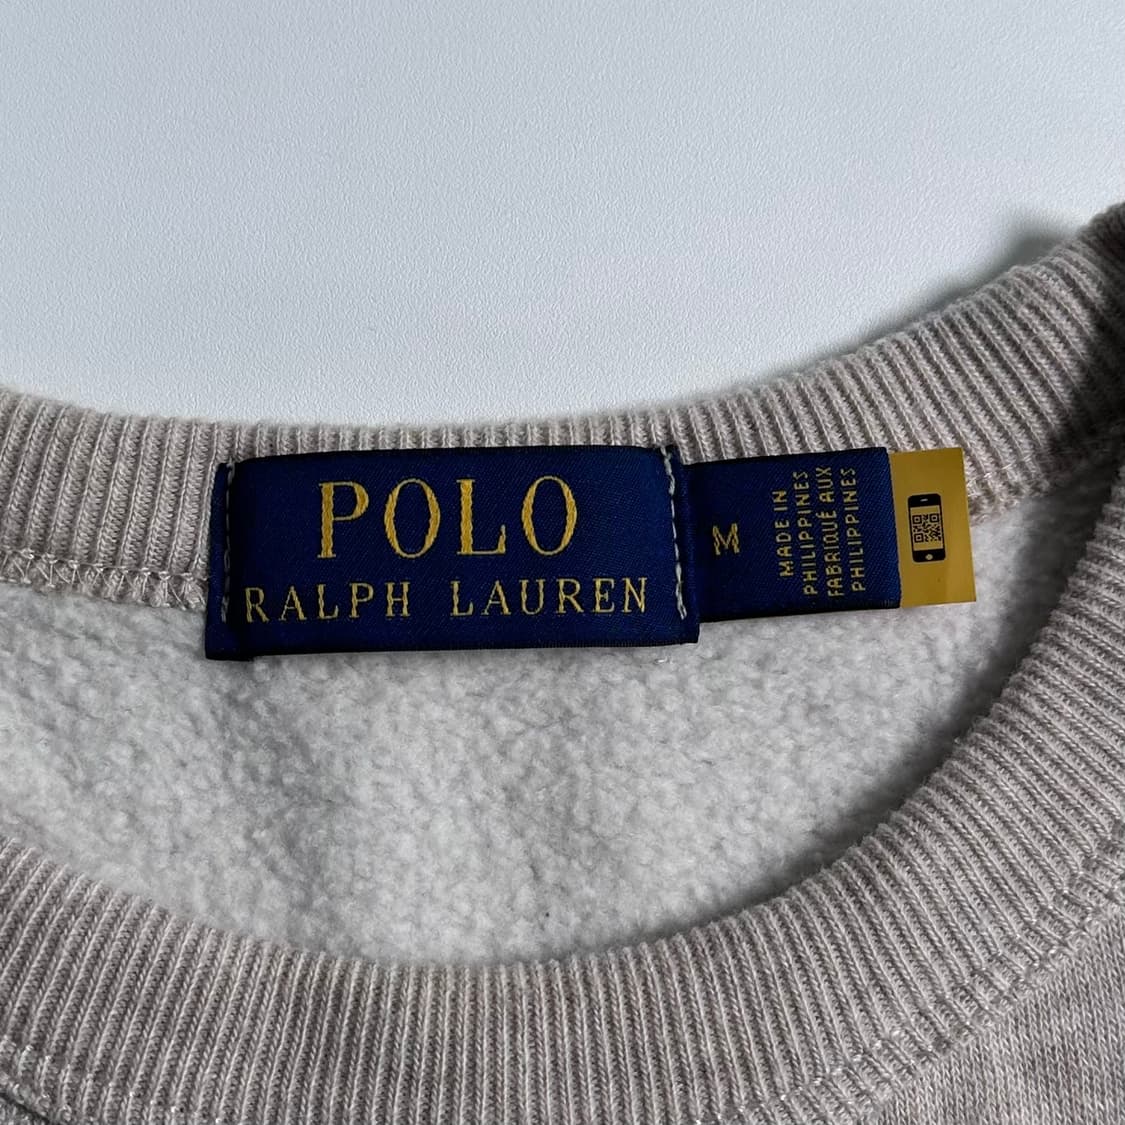 POLO
RALPH LAUREN
M
MADE IN
PHILIPPINES
FABRIQUÉ AUX
PHILIPPINES